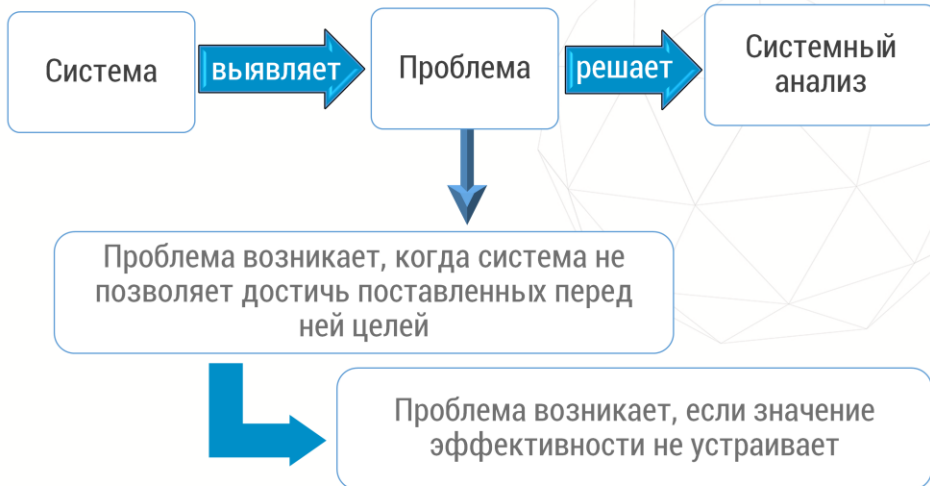 Система
выявляет
Проблема
решает
Системный
анализ
Проблема возникает, когда система не
позволяет достичь поставленных перед
ней целей
Проблема возникает, если значение
эффективности не устраивает